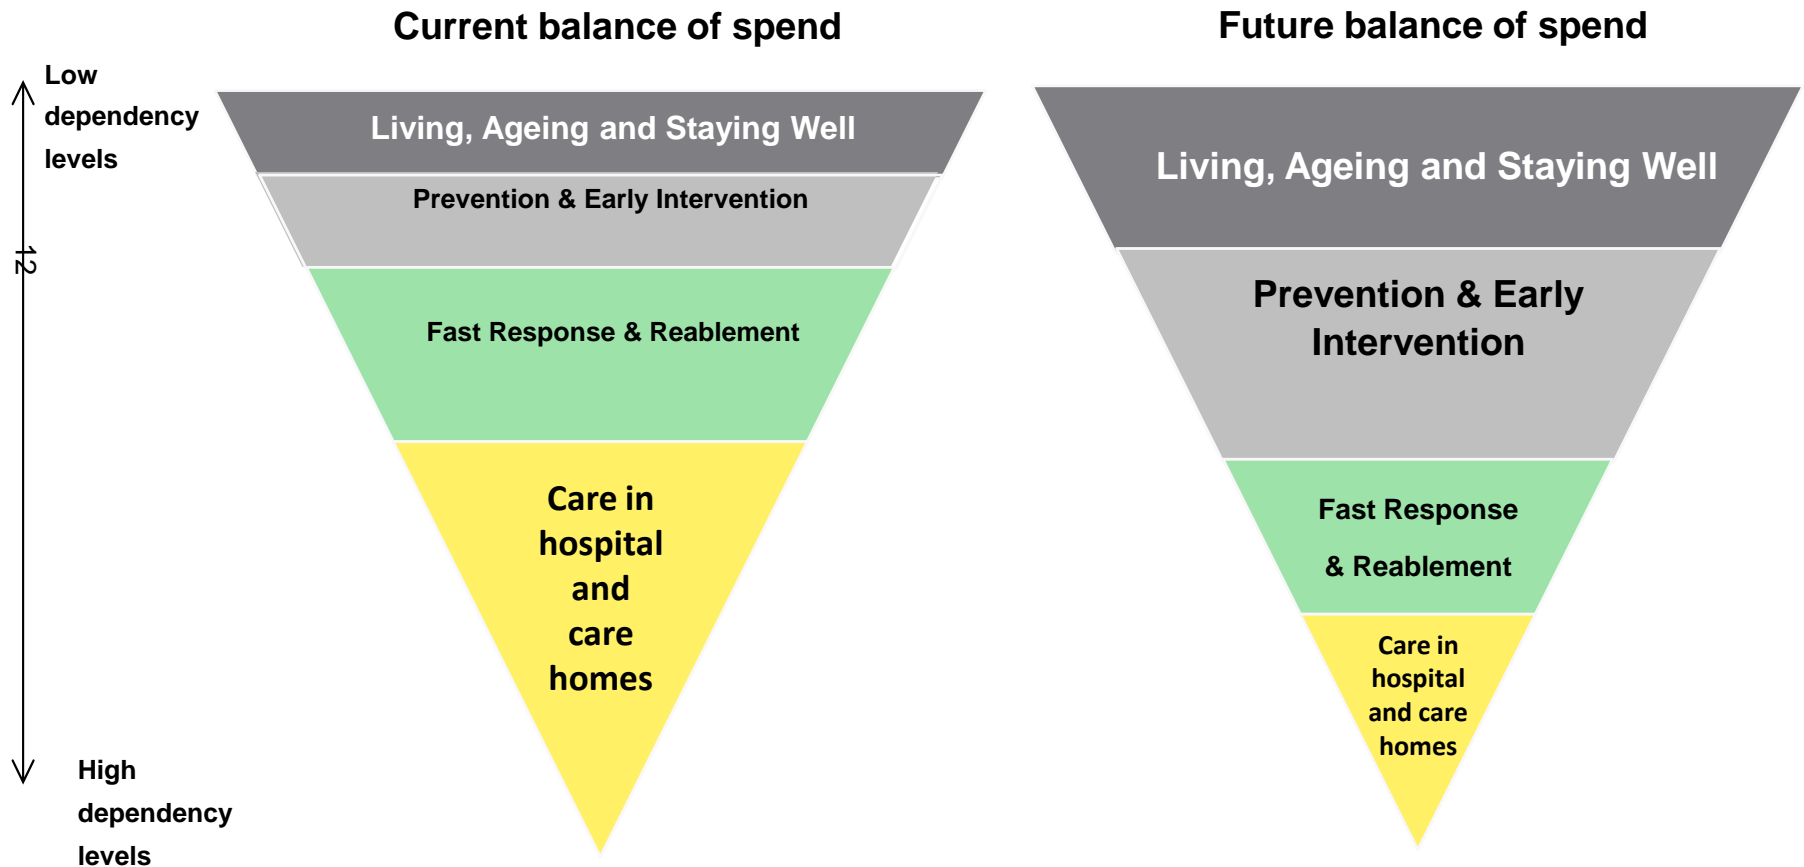 Current balance of spend
Future balance of spend
Low
dependency
levels
12
High
dependency
levels
Living, Ageing and Staying Well
Prevention & Early Intervention
Fast Response & Reablement
Care in
hospital
and
care
homes
Living, Ageing and Staying Well
Prevention & Early
Intervention
Fast Response
& Reablement
Care in
hospital
and care
homes